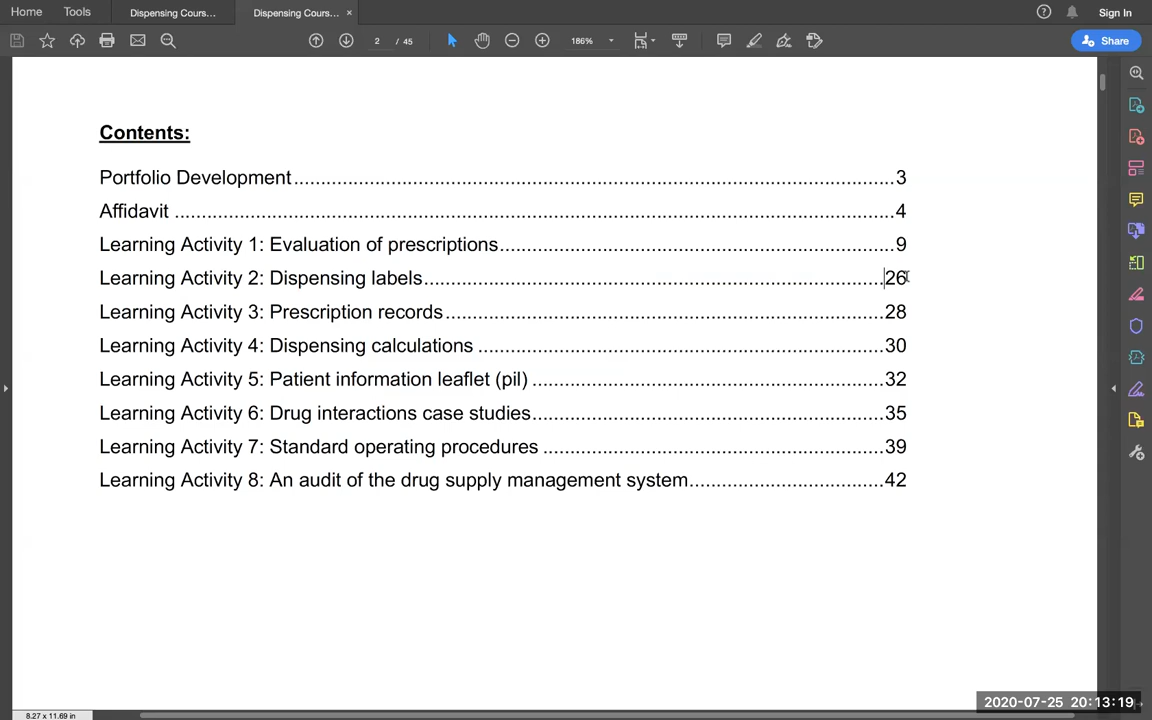 Home Tools Dispensing Cours... Dispensing Cours... × Sign In
2 / 45 186% Share
Contents:
Portfolio Development................................................................................................................3
Affidavit ......................................................................................................................................4
Learning Activity 1: Evaluation of prescriptions.........................................................................9
Learning Activity 2: Dispensing labels.....................................................................................26
Learning Activity 3: Prescription records.................................................................................28
Learning Activity 4: Dispensing calculations ...........................................................................30
Learning Activity 5: Patient information leaflet (pil) .................................................................32
Learning Activity 6: Drug interactions case studies.................................................................35
Learning Activity 7: Standard operating procedures ...............................................................39
Learning Activity 8: An audit of the drug supply management system....................................42
2020-07-25 20:13:19
8.27 x 11.69 in